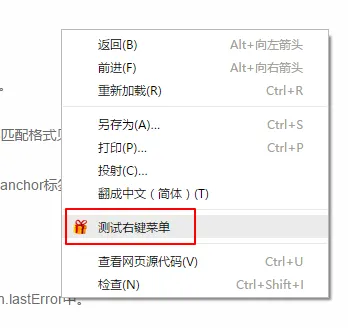 返回(B) Alt+向左箭头
前进(F) Alt+向右箭头
。
重新加载(R) Ctrl+R
另存为(A)... Ctrl+S
匹配格式
打印(P)... Ctrl+P
投射(C)...
anchor标
翻成中文（简体）(T)
测试右键菜单
查看网页源代码(V) Ctrl+U
检查(N) Ctrl+Shift+I
n.lastError中。